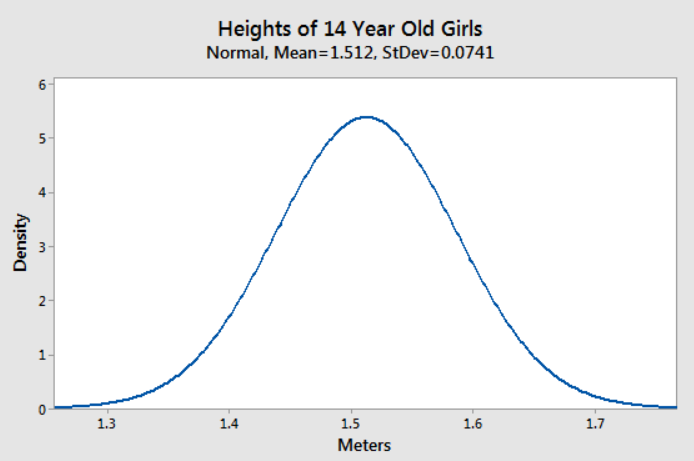 Heights of 14 Year Old Girls
Normal, Mean=1.512, StDev=0.0741
6
5
4
3
2
1
0
Density
1.3 1.4 1.5 1.6 1.7
Meters